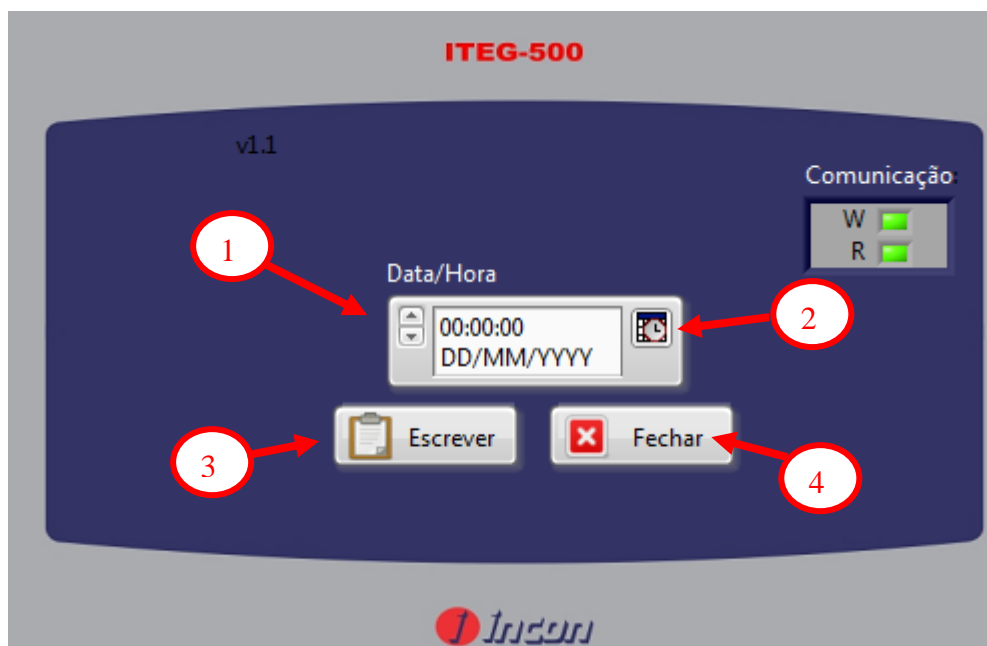 ITEG-500
v1.1
Comunicação:
W
R
1
Data/Hora
2
00:00:00
DD/MM/YYYY
3
Escrever
Fechar
4
Incon